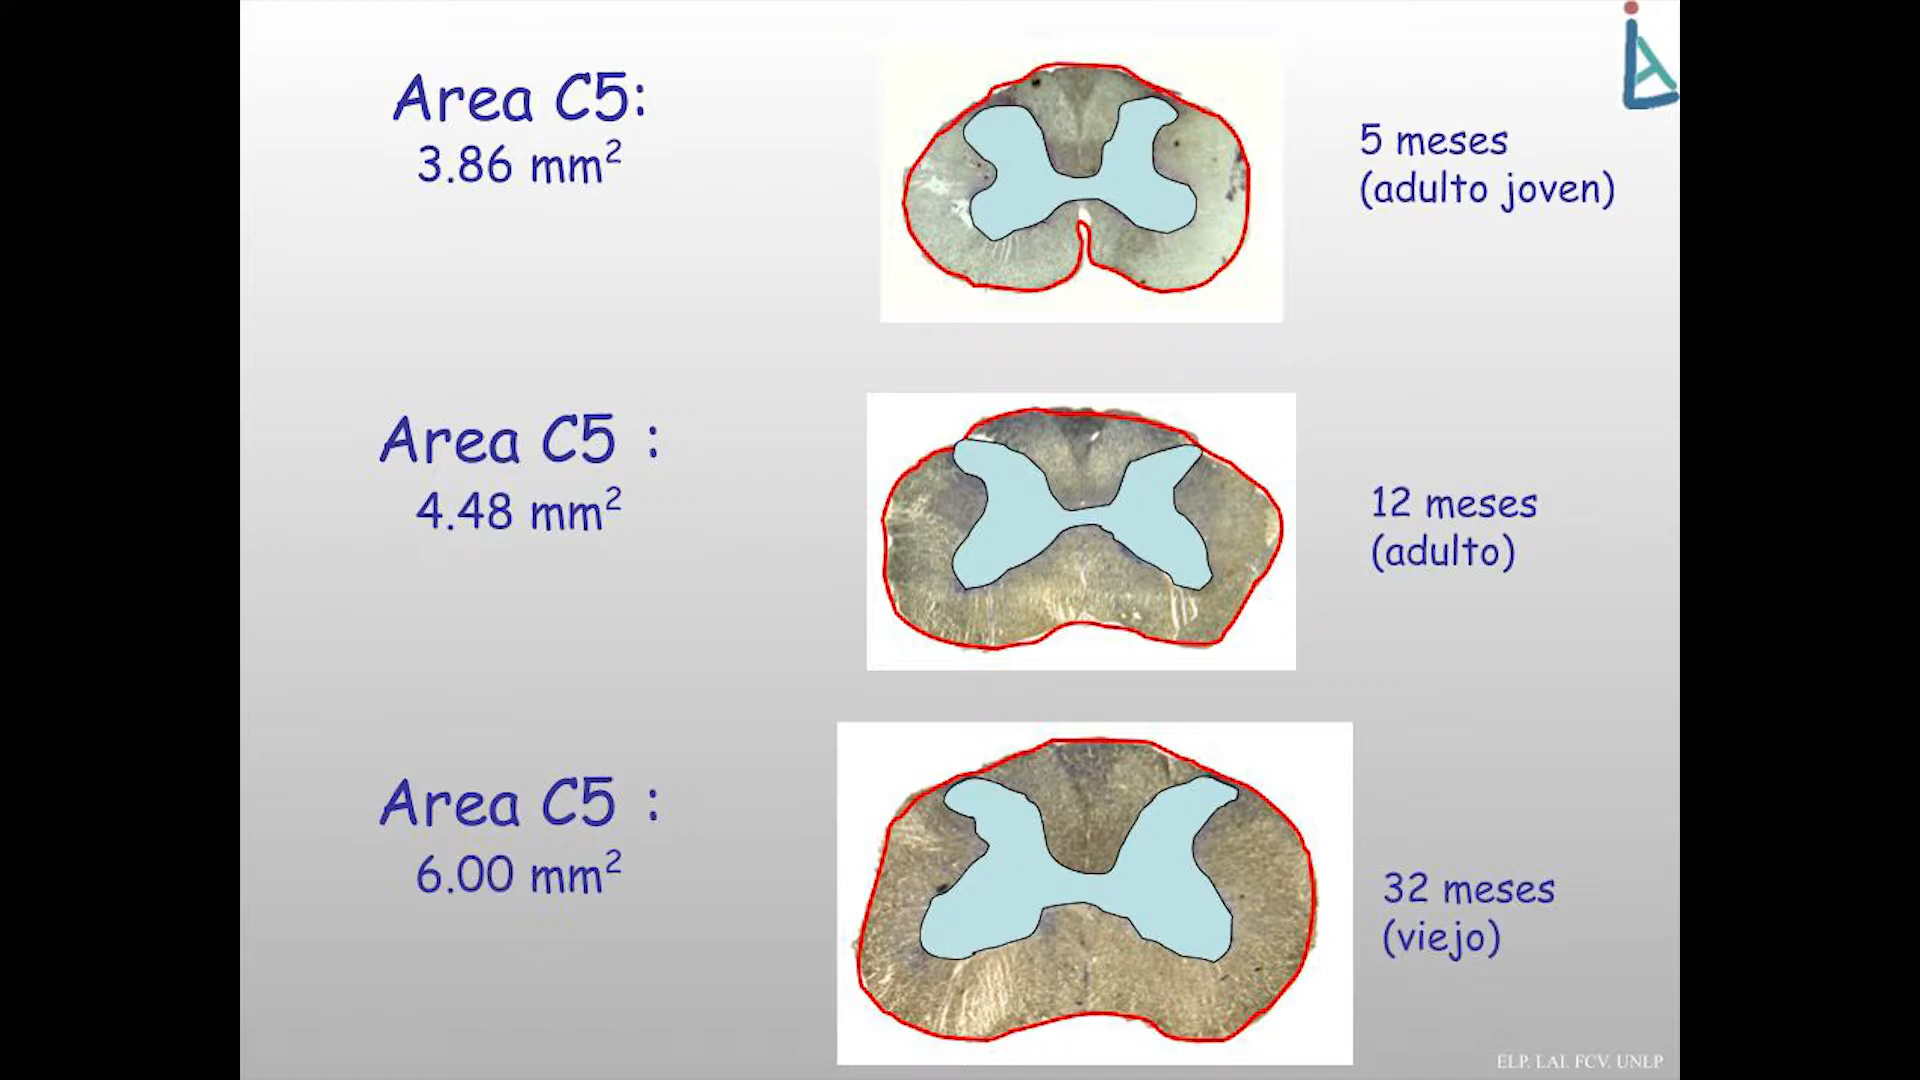 Area C5:
3.86 mm²
5 meses
(adulto joven)
Area C5 :
4.48 mm²
12 meses
(adulto)
Area C5 :
6.00 mm²
32 meses
(viejo)
ELP. LAI. FCV. UNLP